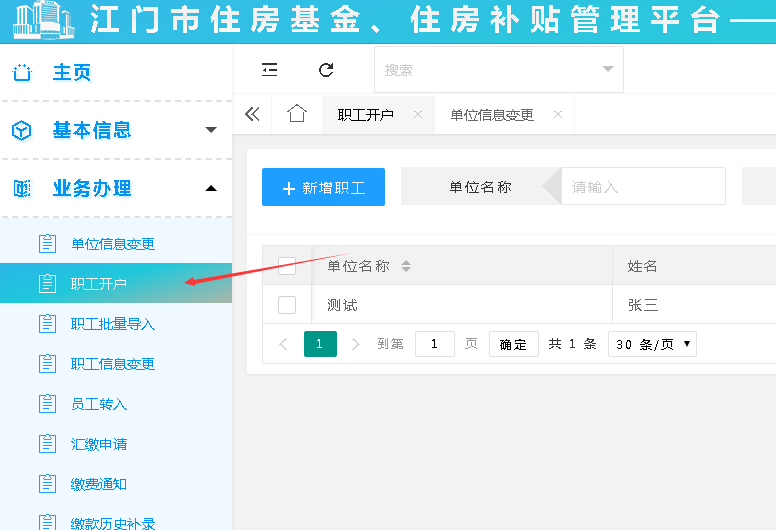 江门市住房基金、住房补贴管理平台——
主页
基本信息
业务办理
单位信息变更
职工开户
职工批量导入
职工信息变更
员工转入
汇缴申请
缴费通知
缴款历史补录
搜索
职工开户 单位信息变更
新增职工 单位名称 请输入
单位名称 姓名
测试 张三
1 到第 1 页 确定 共 1 条 30 条/页